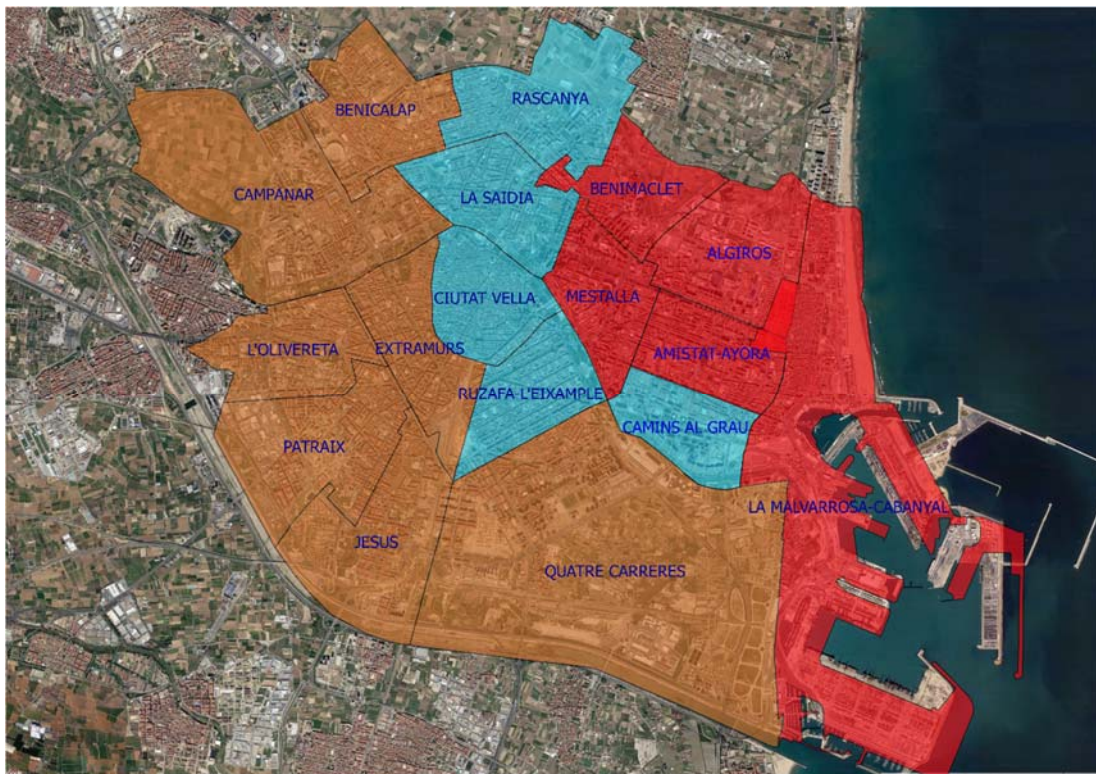 RASCANYA
BENICALAP
BENIMACLET
CAMPANAR
LA SAIDIA
ALGIROS
CIUTAT VELLA
MESTALLA
L'OLIVERETA
EXTRAMURS
AMISTAT-AYORA
RUZAFA-L'EIXAMPLE
CAMINS AL GRAU
PATRAIX
LA MALVARROSA-CABANYAL
JESUS
QUATRE CARRERES